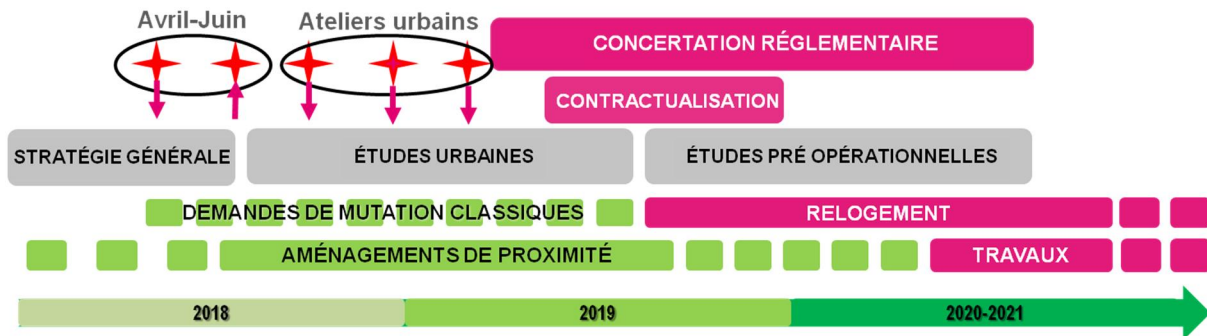 Avril-Juin
Ateliers urbains
CONCERTATION RÉGLEMENTAIRE
CONTRACTUALISATION
STRATÉGIE GÉNÉRALE
ÉTUDES URBAINES
ÉTUDES PRÉ OPÉRATIONNELLES
DEMANDES DE MUTATION CLASSIQUES
RELOGEMENT
AMÉNAGEMENTS DE PROXIMITÉ
TRAVAUX
2018
2019
2020-2021